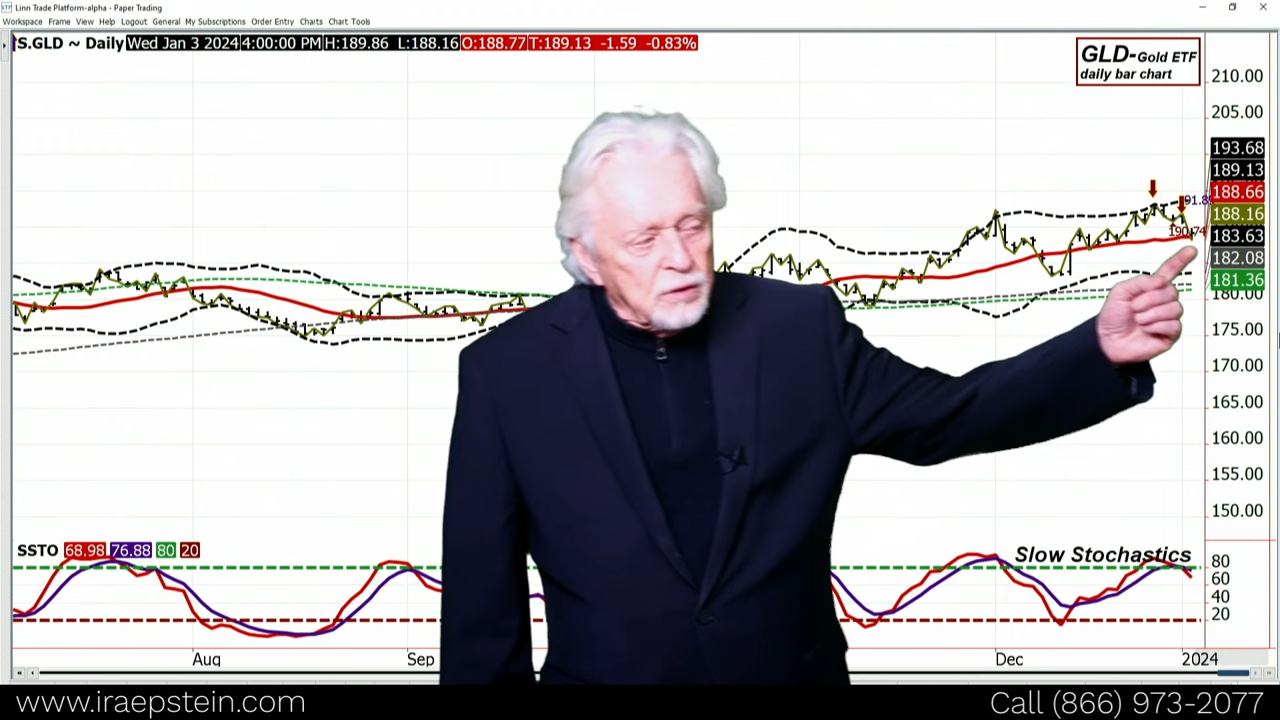 Linn Trade Platform-alpha - Paper Trading
Workspace Frame View Help Logout General My Subscriptions Order Entry Charts Chart Tools
S.GLD ~ Daily Wed Jan 3 2024 4:00:00 PM H:189.86 L:188.16 O:188.77 T:189.13 -1.59 -0.83%
GLD-Gold ETF
daily bar chart
210.00
205.00
193.68
189.13
188.66
188.16
183.63
182.08
181.36
180.00
175.00
170.00
165.00
160.00
155.00
150.00
190.74
SSTO 68.98 76.88 80 20
Slow Stochastics
80
60
40
20
Aug Sep Dec 2024
www.iraepstein.com Call (866) 973-2077